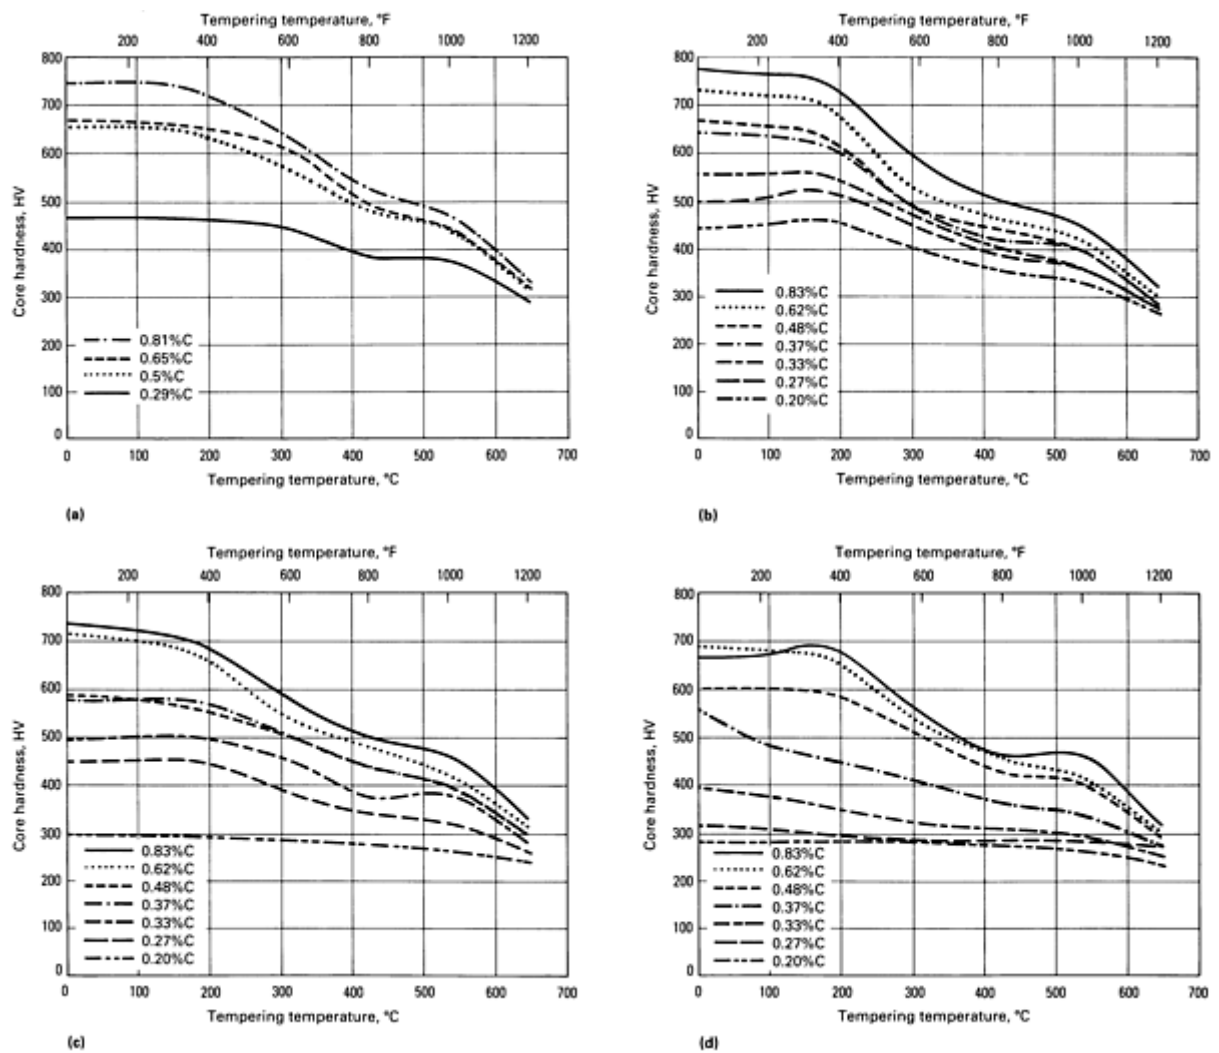 Tempering temperature, °F
200 400 600 800 1000 1200
800
700
600
500
400
300
200
100
0
Core hardness, HV
0.81%C
0.65%C
0.5%C
0.29%C
0 100 200 300 400 500 600 700
Tempering temperature, °C
(a)
Tempering temperature, °F
200 400 600 800 1000 1200
800
700
600
500
400
300
200
100
0
Core hardness, HV
0.83%C
0.62%C
0.48%C
0.37%C
0.33%C
0.27%C
0.20%C
0 100 200 300 400 500 600 700
Tempering temperature, °C
(b)
Tempering temperature, °F
200 400 600 800 1000 1200
800
700
600
500
400
300
200
100
0
Core hardness, HV
0.83%C
0.62%C
0.48%C
0.37%C
0.33%C
0.27%C
0.20%C
0 100 200 300 400 500 600 700
Tempering temperature, °C
(c)
Tempering temperature, °F
200 400 600 800 1000 1200
800
700
600
500
400
300
200
100
0
Core hardness, HV
0.83%C
0.62%C
0.48%C
0.37%C
0.33%C
0.27%C
0.20%C
0 100 200 300 400 500 600 700
Tempering temperature, °C
(d)